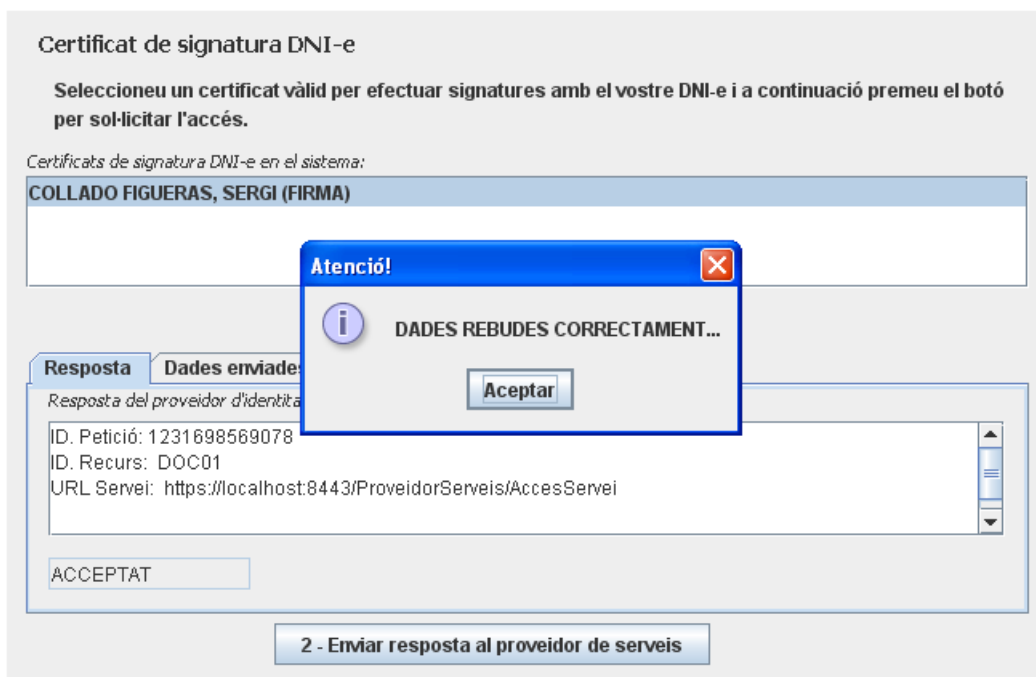 Certificat de signatura DNI-e
Seleccioneu un certificat vàlid per efectuar signatures amb el vostre DNI-e i a continuació premeu el botó
per sol·licitar l'accés.
Certificats de signatura DNI-e en el sistema:
COLLADO FIGUERAS, SERGI (FIRMA)
Atenció!
DADES REBUDES CORRECTAMENT...
Aceptar
Resposta Dades
Resposta del proveidor
ID. Petició: 1231698569078
ID. Recurs: DOC01
URL Servei: https://localhost:8443/ProveidorServeis/AccesServei
ACCEPTAT
2 - Enviar resposta al proveidor de serveis